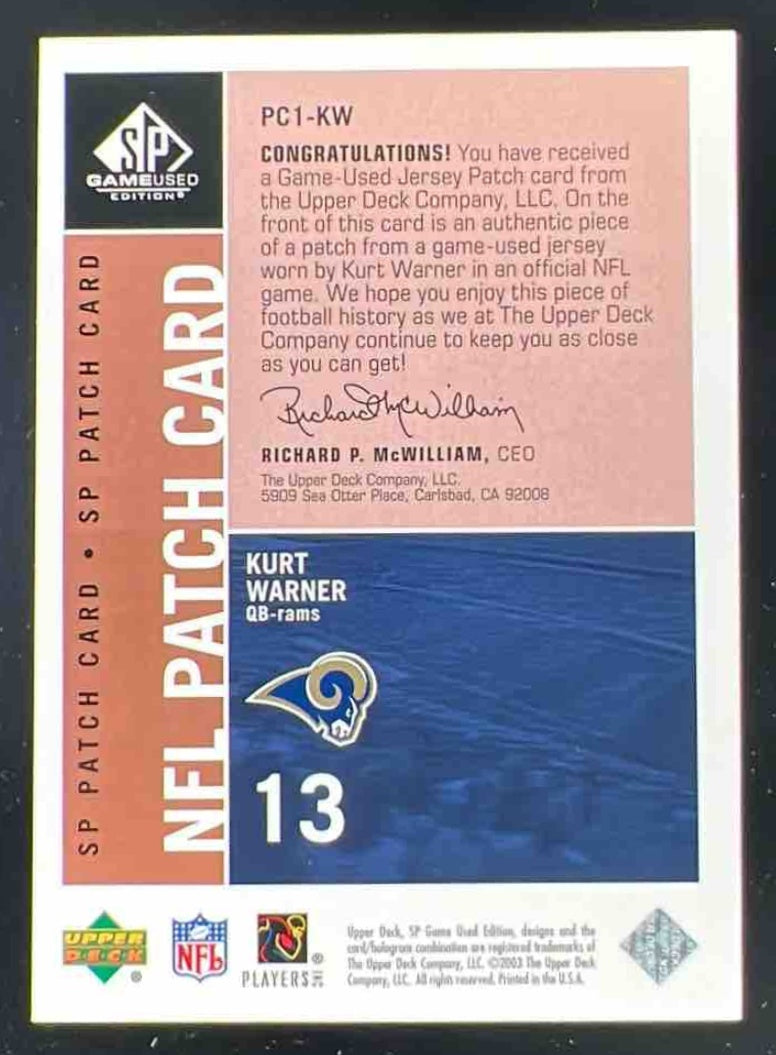 SP
GAMEUSED
EDITION®
SP PATCH CARD • SP PATCH CARD
NFL PATCH CARD
PC1-KW
CONGRATULATIONS! You have received
a Game-Used Jersey Patch card from
the Upper Deck Company, LLC. On the
front of this card is an authentic piece
of a patch from a game-used jersey
worn by Kurt Warner in an official NFL
game. We hope you enjoy this piece of
football history as we at The Upper Deck
Company continue to keep you as close
as you can get!
Richard McWilliam
RICHARD P. McWILLIAM, CEO
The Upper Deck Company, LLC.
5909 Sea Otter Place, Carlsbad, CA 92008
KURT
WARNER
QB-rams
13
UPPER
DECK
®
NFL
®
PLAYERS
Upper Deck, SP Game Used Edition, designs and the
card/hologram combination are registered trademarks of
The Upper Deck Company, LLC. ©2003 The Upper Deck
Company, LLC. All rights reserved. Printed in the U.S.A.